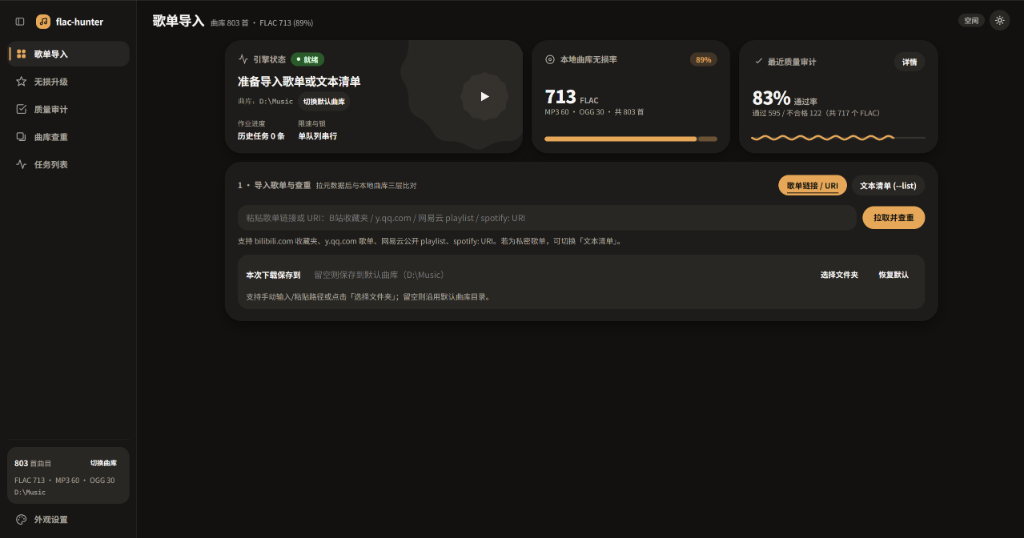 flac-hunter
歌单导入
无损升级
质量审计
曲库查重
任务列表
803 首曲目 切换曲库
FLAC 713 · MP3 60 · OGG 30
D:\Music
外观设置
歌单导入 曲库 803 首 · FLAC 713 (89%)
空闲
引擎状态 就绪
准备导入歌单或文本清单
曲库: D:\Music 切换默认曲库
作业进度 限速与锁
历史任务 0 条 单队列串行
本地曲库无损率 89%
713 FLAC
MP3 60 · OGG 30 · 共 803 首
最近质量审计 详情
83% 通过率
通过 595 / 不合格 122（共 717 个 FLAC）
1 · 导入歌单与查重 拉元数据后与本地曲库三层比对
歌单链接 / URI 文本清单 (--list)
粘贴歌单链接或 URI：B站收藏夹 / y.qq.com / 网易云 playlist / spotify: URI
拉取并查重
支持 bilibili.com 收藏夹、y.qq.com 歌单、网易云公开 playlist、spotify: URI。若为私密歌单，可切换「文本清单」。
本次下载保存到 留空则保存到默认曲库（D:\Music） 选择文件夹 恢复默认
支持手动输入/粘贴路径或点击「选择文件夹」；留空则沿用默认曲库目录。